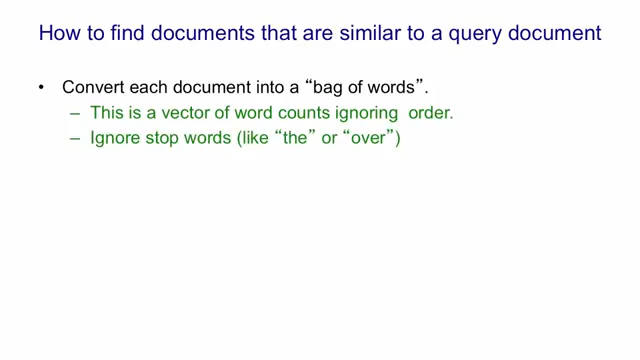 How to find documents that are similar to a query document
• Convert each document into a “bag of words”.
– This is a vector of word counts ignoring order.
– Ignore stop words (like “the” or “over”)